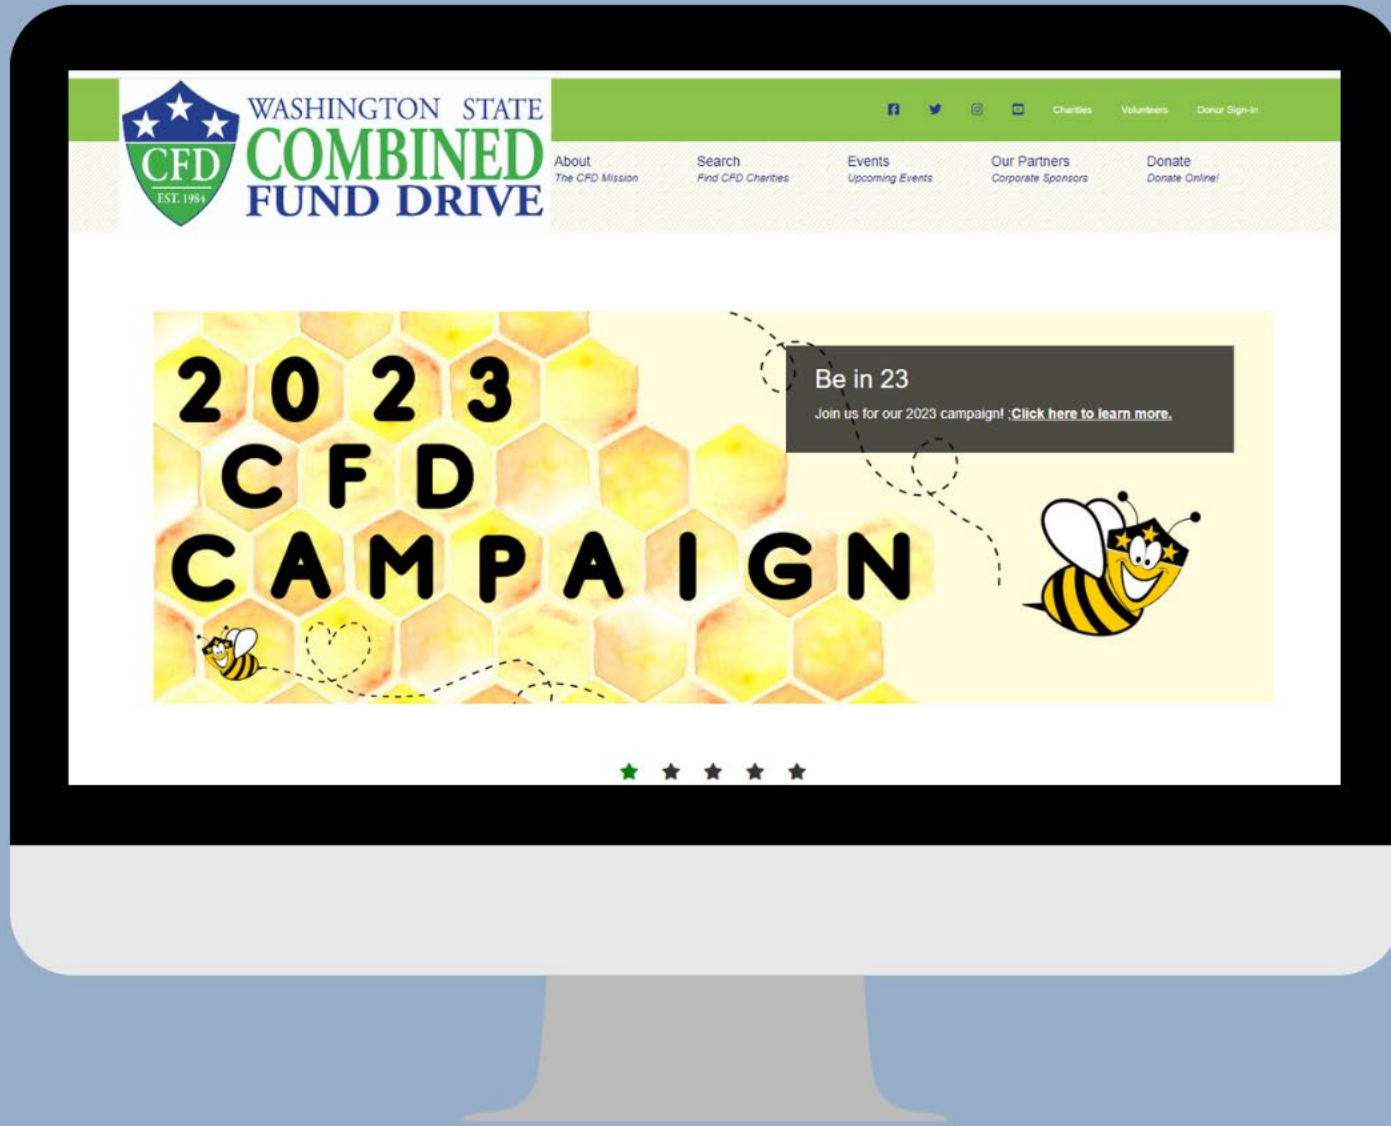 WASHINGTON STATE
COMBINED
FUND DRIVE
CFD
EST. 1984
Charities
Volunteers
Donor Sign-In
About
The CFD Mission
Search
Find CFD Charities
Events
Upcoming Events
Our Partners
Corporate Sponsors
Donate
Donate Online!
2023
CFD
CAMPAIGN
Be in 23
Join us for our 2023 campaign! ;Click here to learn more.